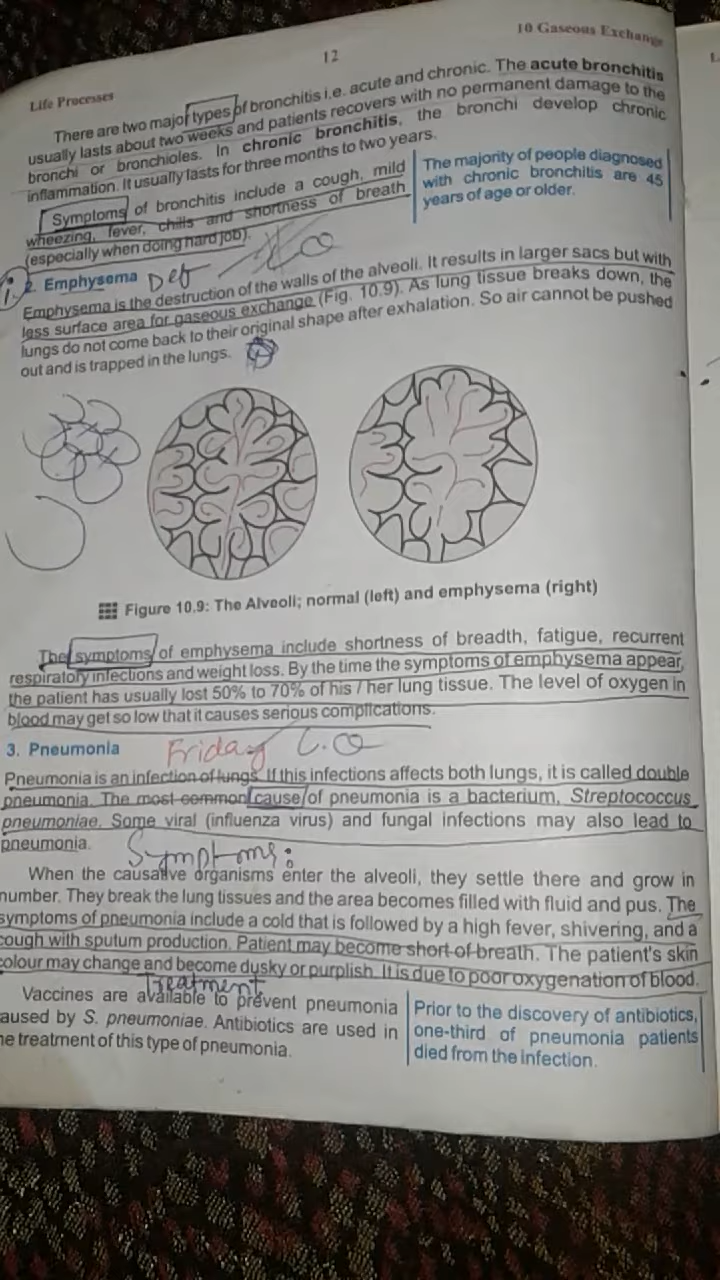 10 Gaseous Exchange
12
Life Processes
There are two major types of bronchitis i.e. acute and chronic. The acute bronchitis
usually lasts about two weeks and patients recovers with no permanent damage to the
bronchi or bronchioles. In chronic bronchitis, the bronchi develop chronic
inflammation. It usually lasts for three months to two years.
Symptoms of bronchitis include a cough, mild
wheezing, fever, chills and shortness of breath
(especially when doing hard job).
The majority of people diagnosed
with chronic bronchitis are 45
years of age or older.
2. Emphysema Def
Emphysema is the destruction of the walls of the alveoli. It results in larger sacs but with
less surface area for gaseous exchange (Fig. 10.9). As lung tissue breaks down, the
lungs do not come back to their original shape after exhalation. So air cannot be pushed
out and is trapped in the lungs.
Figure 10.9: The Alveoli; normal (left) and emphysema (right)
The symptoms of emphysema include shortness of breadth, fatigue, recurrent
respiratory infections and weight loss. By the time the symptoms of emphysema appear,
the patient has usually lost 50% to 70% of his / her lung tissue. The level of oxygen in
blood may get so low that it causes serious complications.
3. Pneumonia Friday L.Q
Pneumonia is an infection of lungs. If this infections affects both lungs, it is called double
pneumonia. The most common cause of pneumonia is a bacterium, Streptococcus
pneumoniae. Some viral (influenza virus) and fungal infections may also lead to
pneumonia.
Symptoms:
When the causative organisms enter the alveoli, they settle there and grow in
number. They break the lung tissues and the area becomes filled with fluid and pus. The
symptoms of pneumonia include a cold that is followed by a high fever, shivering, and a
cough with sputum production. Patient may become short of breath. The patient's skin
colour may change and become dusky or purplish. It is due to poor oxygenation of blood.
Treatment
Vaccines are available to prevent pneumonia
aused by S. pneumoniae. Antibiotics are used in
he treatment of this type of pneumonia.
Prior to the discovery of antibiotics,
one-third of pneumonia patients
died from the infection.